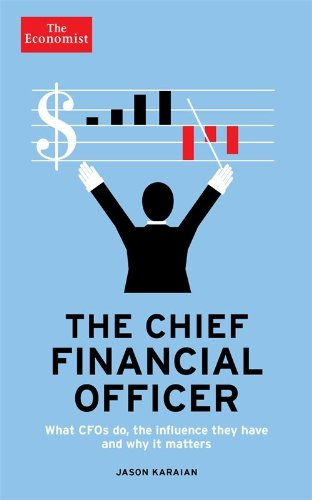 The
Economist
$
THE CHIEF
FINANCIAL
OFFICER
What CFOs do, the influence they have
and why it matters
JASON KARAIAN